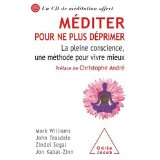 Un CD de méditation offert
MÉDITER
POUR NE PLUS DÉPRIMER
La pleine conscience,
une méthode pour vivre mieux
Préface de Christophe André
Mark Williams
John Teasdale
Zindel Segal
Jon Kabat-Zinn
Odile
Jacob